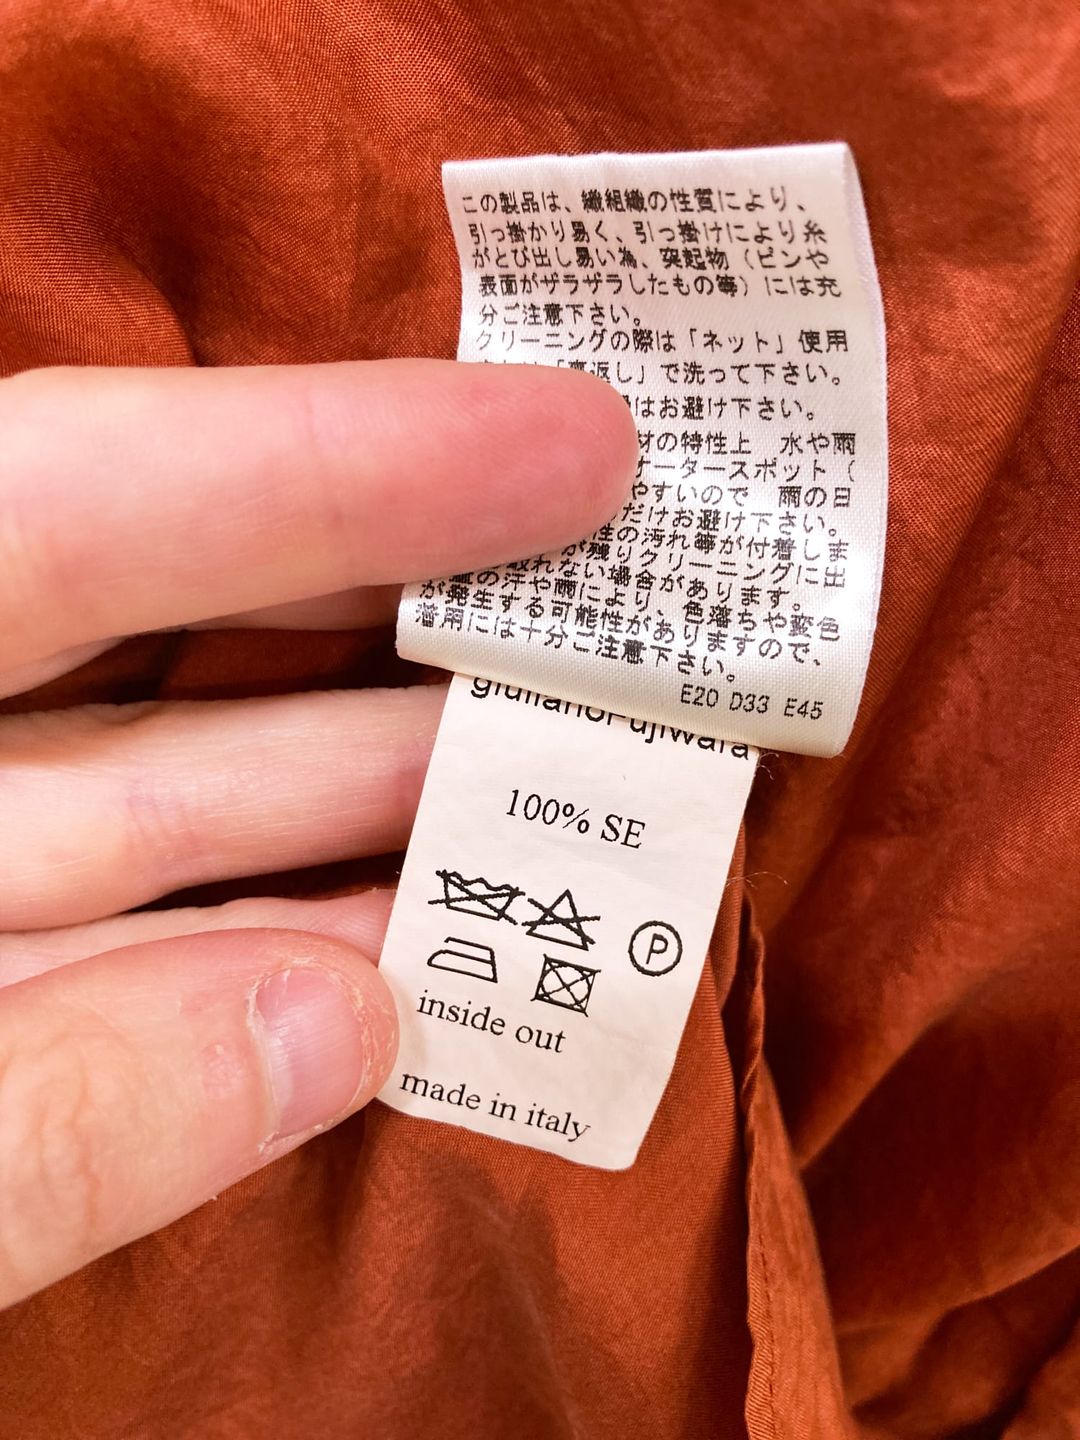 この製品は、織組織の性質により、
引っ掛かり易く、引っ掛けにより糸
がとび出し易い為、突起物（ピンや
表面がザラザラしたもの等）には充
分ご注意下さい。
クリーニングの際は「ネット」使用
「裏返し」で洗って下さい。
はお避け下さい。
材の特性上 水や雨
ォータースポット（
やすいので 雨の日
だけお避け下さい。
性の汚れ等が付着しま
が残りクリーニングに出
取れない場合があります。
の汗や雨により、色落ちや変色
が発生する可能性がありますので、
着用には十分ご注意下さい。
E20 D33 E45
giulianoFujiwara
100% SE
P
inside out
made in italy